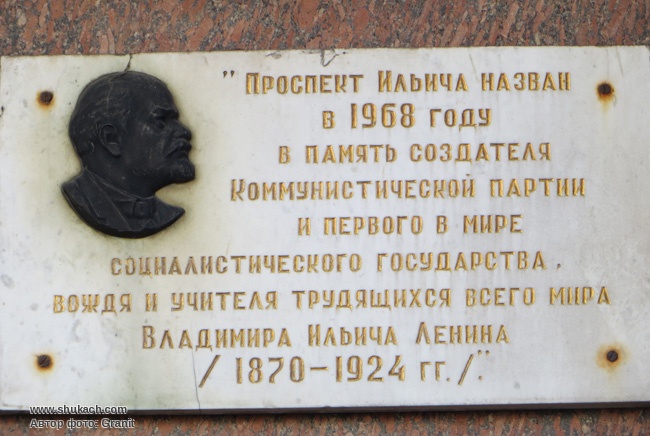 " Проспект Ильича назван
в 1968 году
в память создателя
Коммунистической партии
и первого в мире
социалистического государства,
вождя и учителя трудящихся всего мира
Владимира Ильича Ленина
/1870-1924 гг./".
www.shukach.com
Автор фото: Granit